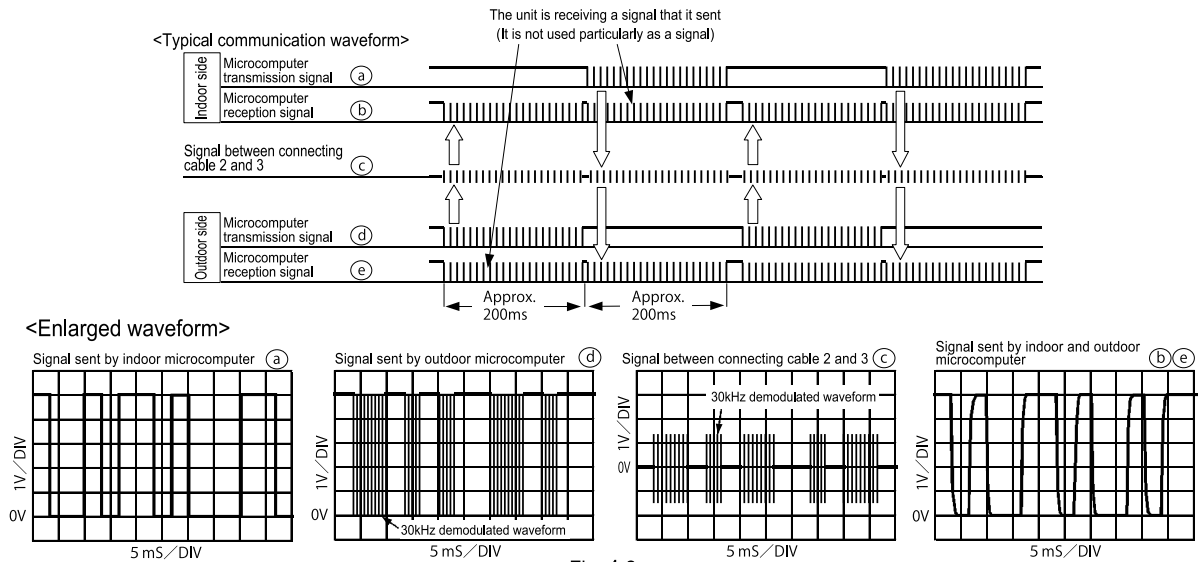 The unit is receiving a signal that it sent
(It is not used particularly as a signal)
<Typical communication waveform>
Indoor side
Microcomputer
transmission signal
a
Microcomputer
reception signal
b
Signal between connecting
cable 2 and 3
c
Outdoor side
Microcomputer
transmission signal
d
Microcomputer
reception signal
e
Approx.
200ms
Approx.
200ms
<Enlarged waveform>
Signal sent by indoor microcomputer a
1V/DIV
0V
5 mS/DIV
Signal sent by outdoor microcomputer d
1V/DIV
0V
30kHz demodulated waveform
5 mS/DIV
Signal between connecting cable 2 and 3 c
30kHz demodulated waveform
1V/DIV
0V
5 mS/DIV
Signal sent by indoor and outdoor
microcomputer b e
1V/DIV
0V
5 mS/DIV